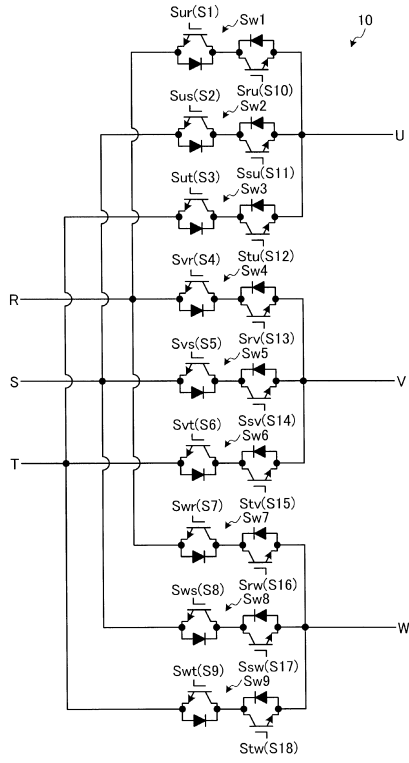 10
Sur(S1)
Sw1
Sru(S10)
Sus(S2)
Sw2
U
Ssu(S11)
Sut(S3)
Sw3
Stu(S12)
Svr(S4)
Sw4
R
Srv(S13)
Svs(S5)
Sw5
S
V
Ssv(S14)
Svt(S6)
Sw6
T
Stv(S15)
Swr(S7)
Sw7
Srw(S16)
Sws(S8)
Sw8
W
Ssw(S17)
Swt(S9)
Sw9
Stw(S18)